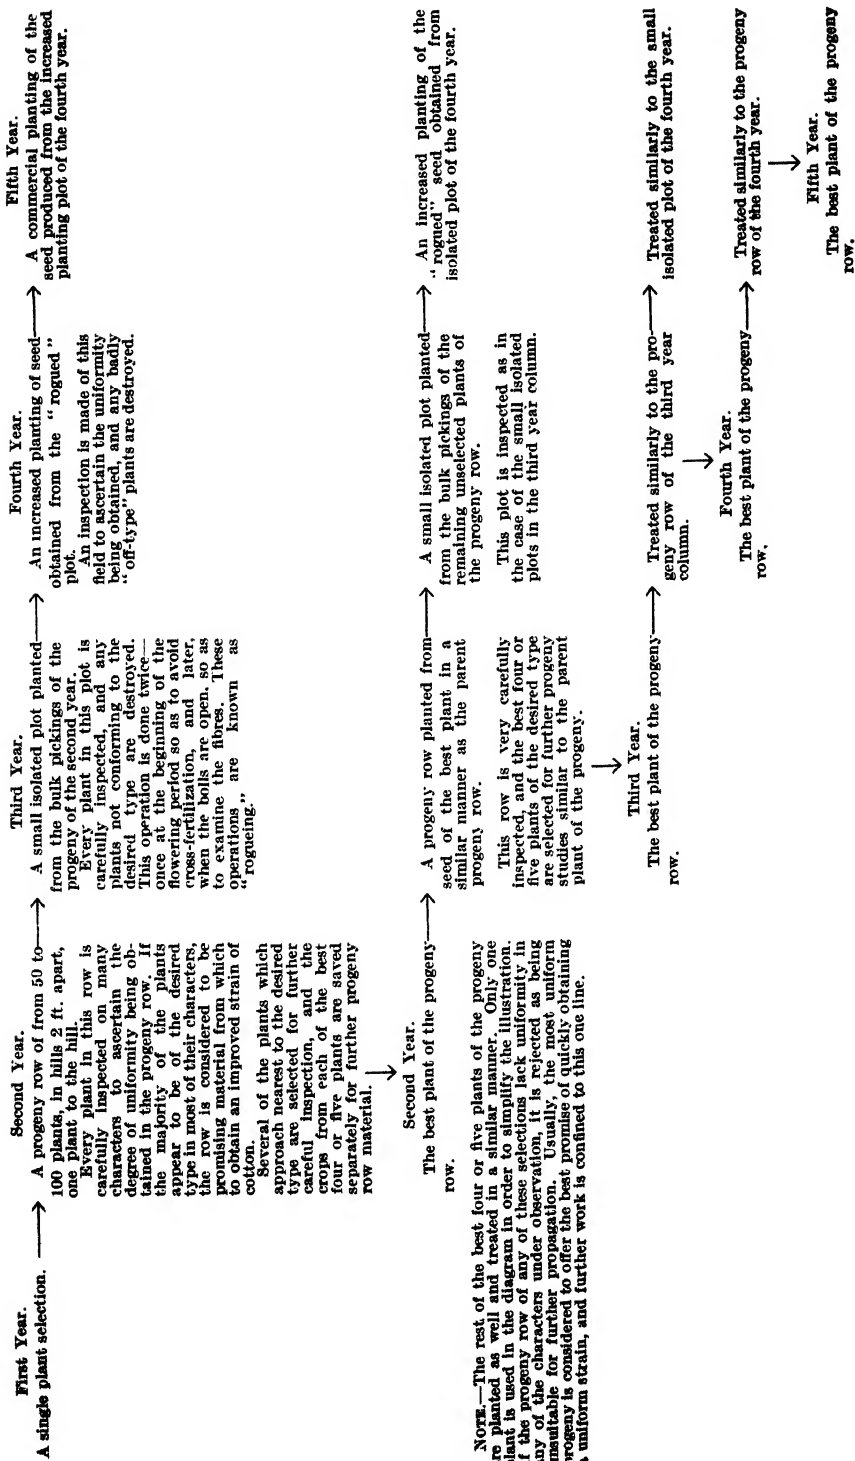 First Year.
A single plant selection. ⟶
Second Year.
A progeny row of from 50 to⟶
100 plants, in hills 2 ft. apart,
one plant to the hill.
Every plant in this row is
carefully inspected on many
characters to ascertain the
degree of uniformity being ob-
tained in the progeny row. If
the majority of the plants
appear to be of the desired
type in most of their characters,
the row is considered to be
promising material from which
to obtain an improved strain of
cotton.
Several of the plants which
approach nearest to the desired
type are selected for further
careful inspection, and the
crops from each of the best
four or five plants are saved
separately for further progeny
row material.
Third Year.
A small isolated plot planted⟶
from the bulk pickings of the
progeny of the second year.
Every plant in this plot is
carefully inspected, and any
plants not conforming to the
desired type are destroyed.
This operation is done twice—
once at the beginning of the
flowering period so as to avoid
cross-fertilization, and later,
when the bolls are open. so as
to examine the fibres. These
operations are known as
"rogueing."
Fourth Year.
An increased planting of seed⟶
obtained from the "rogued"
plot.
An inspection is made of this
field to ascertain the uniformity
being obtained, and any badly
"off-type" plants are destroyed.
Fifth Year.
A commercial planting of the
seed produced from the increased
planting plot of the fourth year.
↓
Second Year.
The best plant of the progeny⟶
row.
A progeny row planted from⟶
seed of the best plant in a
similar manner as the parent
progeny row.
This row is very carefully
inspected, and the best four or
five plants of the desired type
are selected for further progeny
studies similar to the parent
plant of the progeny.
A small isolated plot planted⟶
from the bulk pickings of the
remaining unselected plants of
the progeny row.
This plot is inspected as in
the case of the small isolated
plots in the third year column.
An increased planting of the
"rogued" seed obtained from
isolated plot of the fourth year.
↓
Third Year.
The best plant of the progeny⟶
row.
Treated similarly to the pro-⟶
geny row of the third year
column.
Treated similarly to the small
isolated plot of the fourth year.
↓
Fourth Year.
The best plant of the progeny⟶
row.
Treated similarly to the progeny
row of the fourth year.
↓
Fifth Year.
The best plant of the progeny
row.
NOTE.—The rest of the best four or five plants of the progeny
re planted as well and treated in a similar manner. Only one
lant is used in the diagram in order to simplify the illustration.
f the progeny row of any of these selections lack uniformity in
ny of the characters under observation, it is rejected as being
nsuitable for further propagation. Usually, the most uniform
rogeny is considered to offer the best promise of quickly obtaining
uniform strain, and further work is confined to this one line.